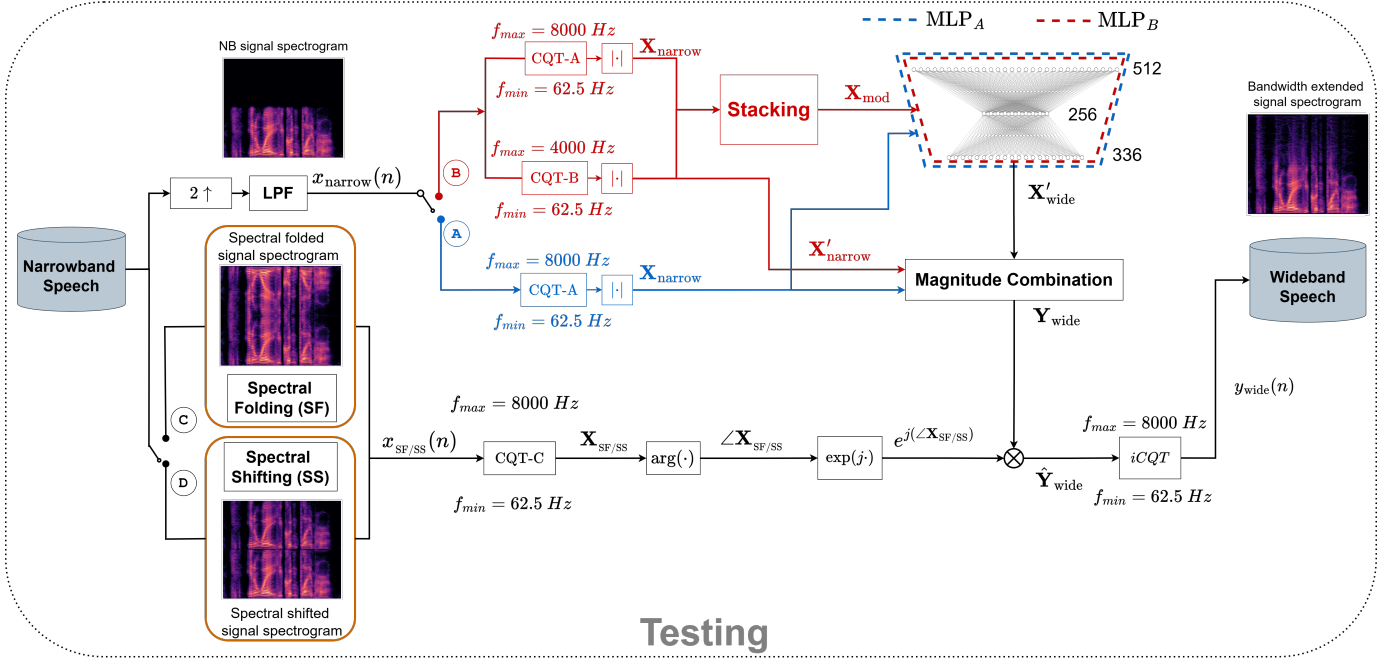 MLP_A
MLP_B
NB signal spectrogram
f_max = 8000 Hz
X_narrow
CQT-A
|·|
f_min = 62.5 Hz
Stacking
X_mod
512
256
336
Bandwidth extended
signal spectrogram
f_max = 4000 Hz
B
CQT-B
|·|
f_min = 62.5 Hz
2↑
LPF
x_narrow(n)
A
X'_wide
Narrowband
Speech
Spectral folded
signal spectrogram
f_max = 8000 Hz
X_narrow
CQT-A
|·|
f_min = 62.5 Hz
X'_narrow
Magnitude Combination
Y_wide
Wideband
Speech
Spectral
Folding (SF)
C
D
Spectral
Shifting (SS)
Spectral shifted
signal spectrogram
x_SF/SS(n)
f_max = 8000 Hz
CQT-C
f_min = 62.5 Hz
X_SF/SS
arg(·)
∠X_SF/SS
exp(j·)
e^{j(∠X_SF/SS)}
⊗
Ŷ_wide
f_max = 8000 Hz
iCQT
f_min = 62.5 Hz
y_wide(n)
Testing